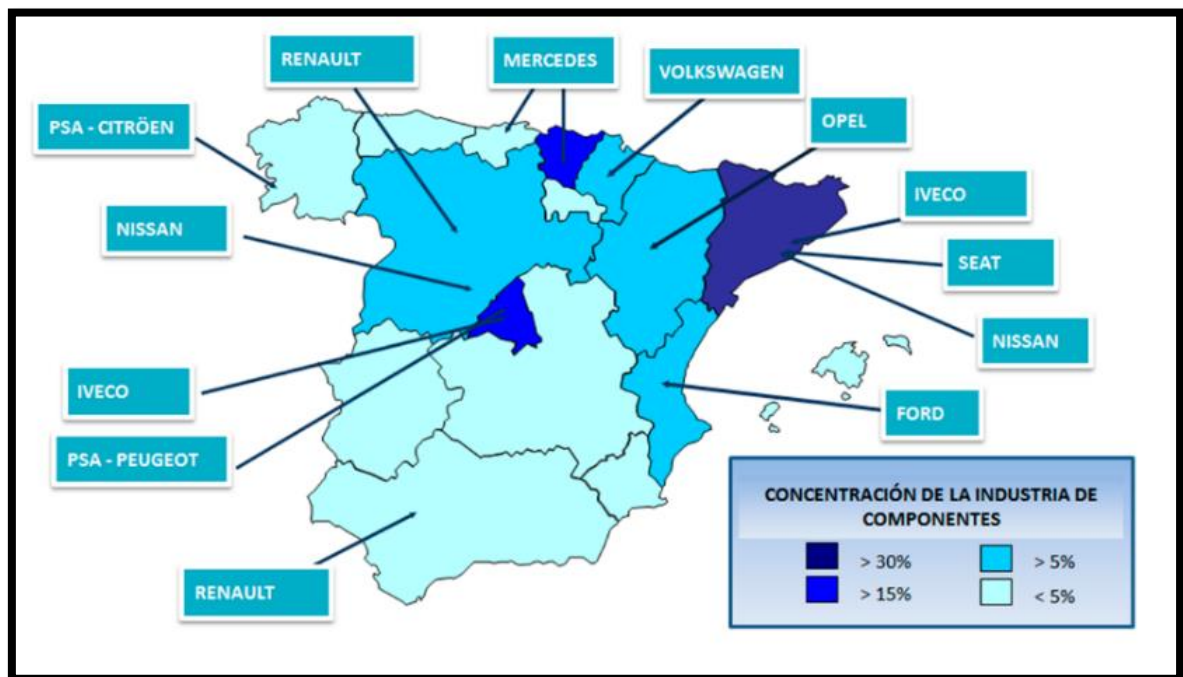 RENAULT
MERCEDES
VOLKSWAGEN
PSA - CITRÖEN
OPEL
NISSAN
IVECO
SEAT
NISSAN
IVECO
FORD
PSA - PEUGEOT
RENAULT
CONCENTRACIÓN DE LA INDUSTRIA DE
COMPONENTES
> 30%
> 5%
> 15%
< 5%